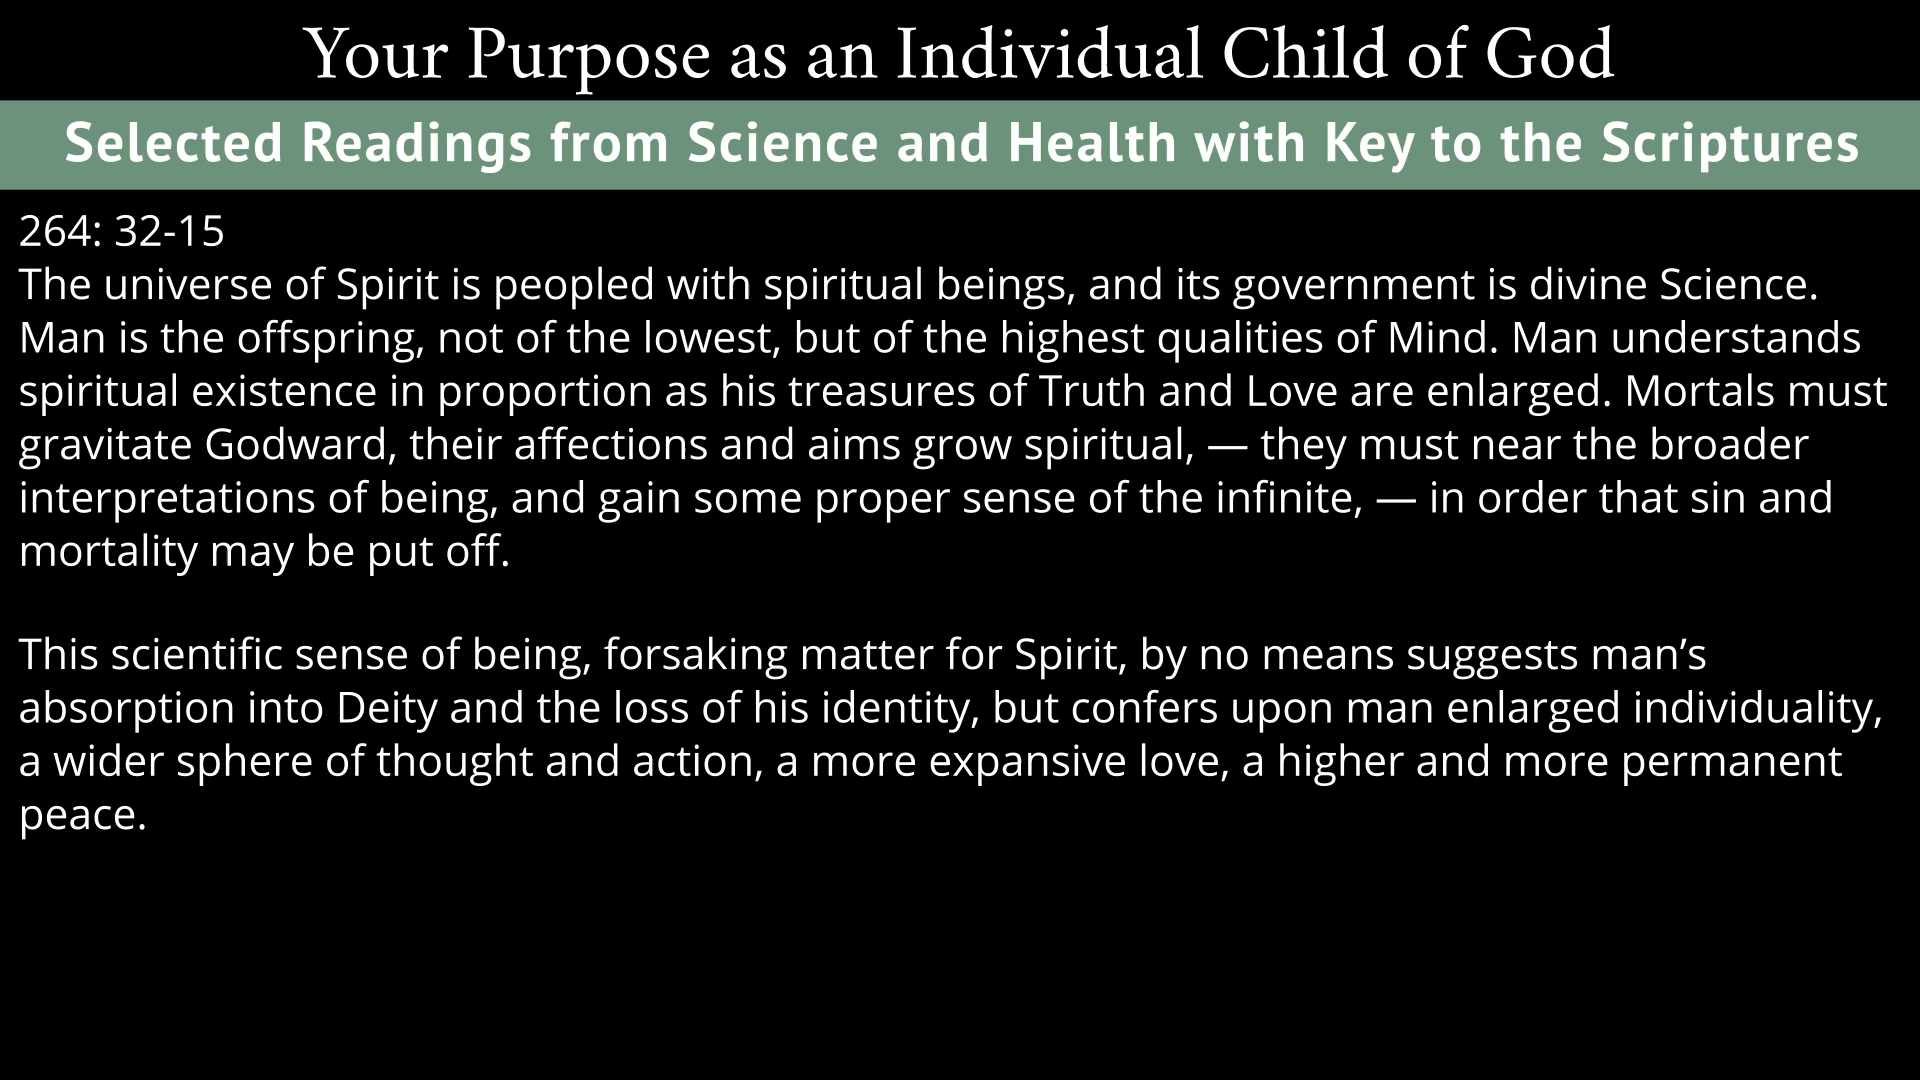 Your Purpose as an Individual Child of God
Selected Readings from Science and Health with Key to the Scriptures
264: 32-15
The universe of Spirit is peopled with spiritual beings, and its government is divine Science.
Man is the offspring, not of the lowest, but of the highest qualities of Mind. Man understands
spiritual existence in proportion as his treasures of Truth and Love are enlarged. Mortals must
gravitate Godward, their affections and aims grow spiritual, — they must near the broader
interpretations of being, and gain some proper sense of the infinite, — in order that sin and
mortality may be put off.
This scientific sense of being, forsaking matter for Spirit, by no means suggests man’s
absorption into Deity and the loss of his identity, but confers upon man enlarged individuality,
a wider sphere of thought and action, a more expansive love, a higher and more permanent
peace.